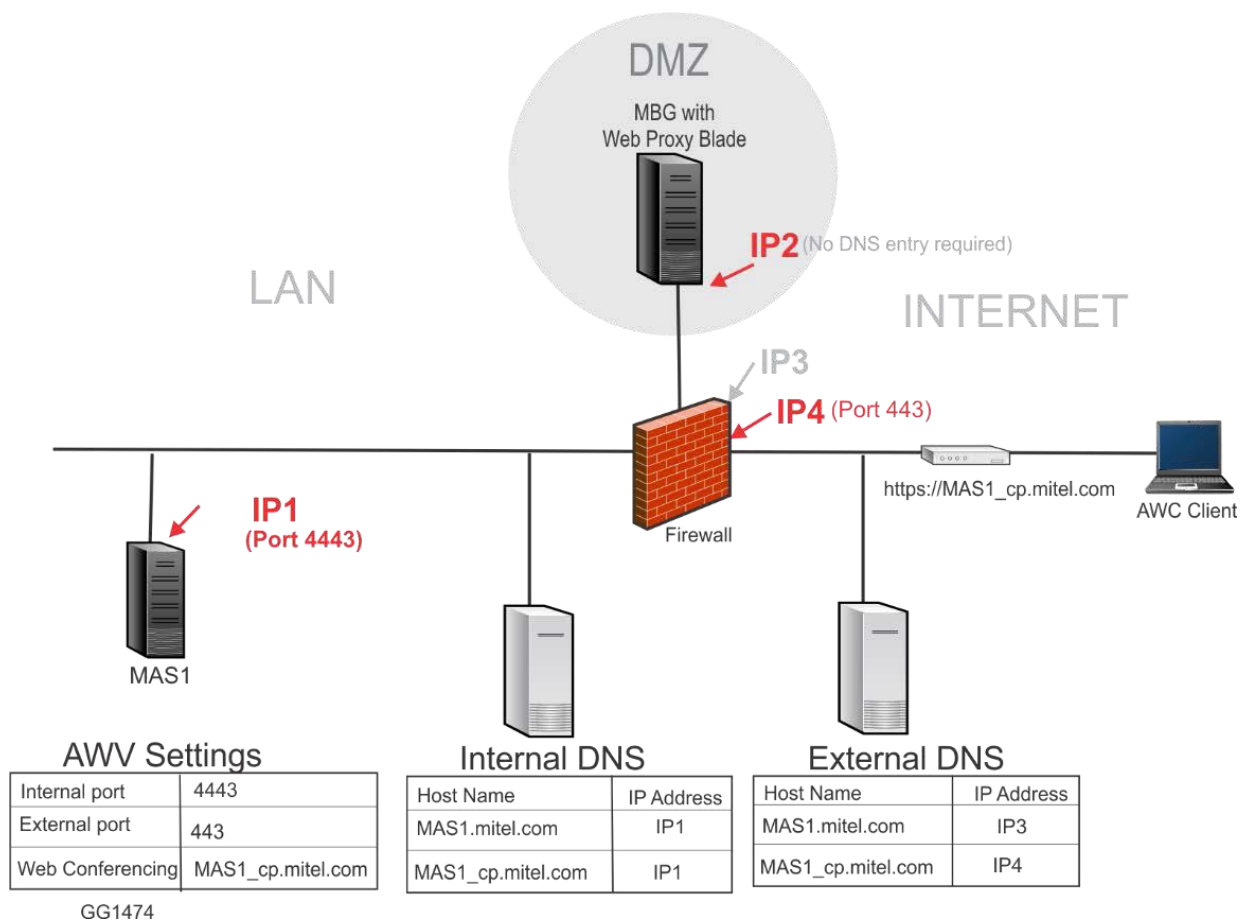 DMZ
MBG with
Web Proxy Blade
IP2 (No DNS entry required)
LAN
INTERNET
IP3
IP4 (Port 443)
https://MAS1_cp.mitel.com
AWC Client
IP1
(Port 4443)
Firewall
MAS1
AWV Settings
Internal port 4443
External port 443
Web Conferencing MAS1_cp.mitel.com
Internal DNS
Host Name IP Address
MAS1.mitel.com IP1
MAS1_cp.mitel.com IP1
External DNS
Host Name IP Address
MAS1.mitel.com IP3
MAS1_cp.mitel.com IP4
GG1474